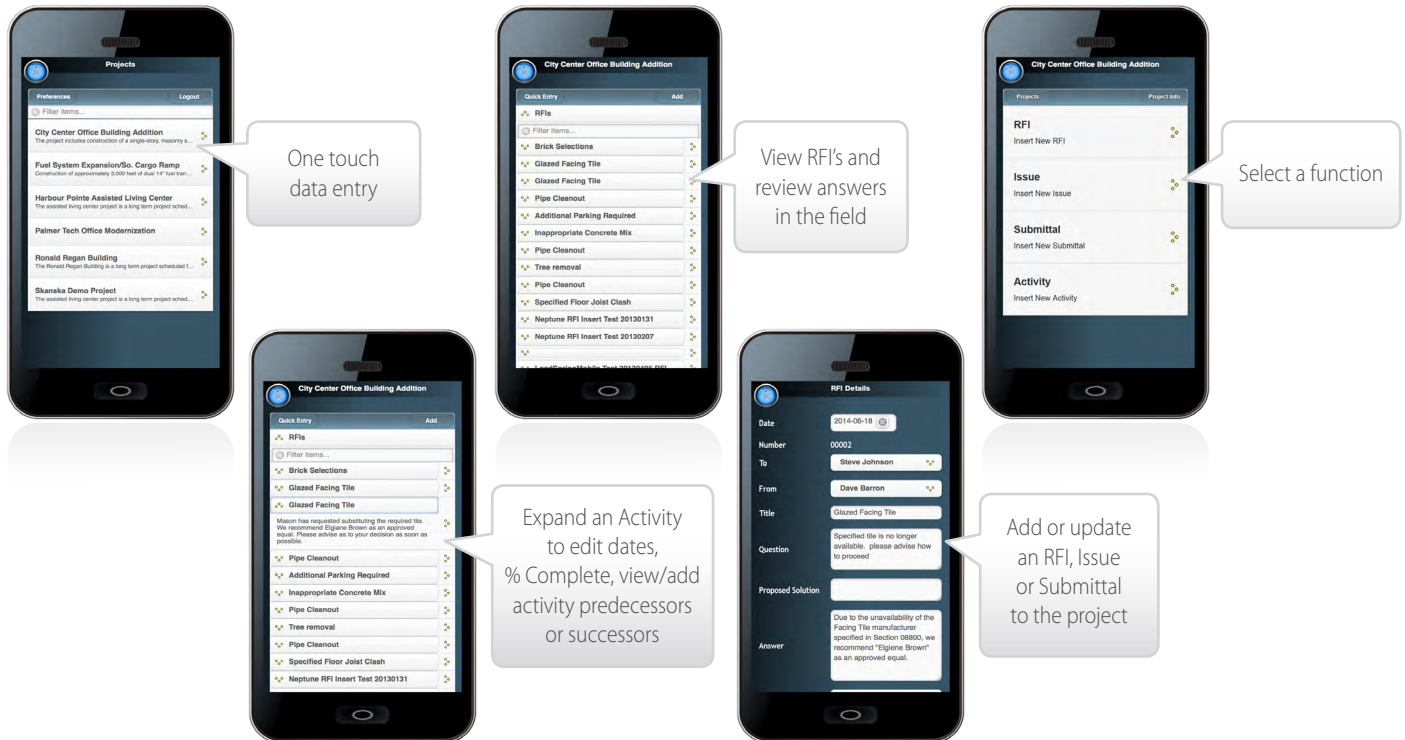 Projects
Preferences
Logout
Filter items...
City Center Office Building Addition
The project includes construction of a single-story, masonry s...
Fuel System Expansion/So. Cargo Ramp
Construction of approximately 3,000 feet of dual 14" fuel tran...
Harbour Pointe Assisted Living Center
The assisted living center project is a long term project sched...
Palmer Tech Office Modernization
Ronald Regan Building
The Ronald Regan Building is a long term project scheduled f...
Skanska Demo Project
The assisted living center project is a long term project sched...
One touch
data entry
City Center Office Building Addition
Quick Entry
Add
RFIs
Filter items...
Brick Selections
Glazed Facing Tile
Glazed Facing Tile
Pipe Cleanout
Additional Parking Required
Inappropriate Concrete Mix
Pipe Cleanout
Tree removal
Pipe Cleanout
Specified Floor Joist Clash
Neptune RFI Insert Test 20130131
Neptune RFI Insert Test 20130207
View RFI's and
review answers
in the field
City Center Office Building Addition
Projects
Project Info
RFI
Insert New RFI
Issue
Insert New Issue
Submittal
Insert New Submittal
Activity
Insert New Activity
Select a function
City Center Office Building Addition
Quick Entry
Add
RFIs
Filter items...
Brick Selections
Glazed Facing Tile
Glazed Facing Tile
Mason has requested substituting the required tile.
We recommend Elgiane Brown as an approved
equal. Please advise as to your decision as soon as
possible.
Pipe Cleanout
Additional Parking Required
Inappropriate Concrete Mix
Pipe Cleanout
Tree removal
Pipe Cleanout
Specified Floor Joist Clash
Neptune RFI Insert Test 20130131
Expand an Activity
to edit dates,
% Complete, view/add
activity predecessors
or successors
RFI Details
Date
2014-06-18
Number
00002
To
Steve Johnson
From
Dave Barron
Title
Glazed Facing Tile
Question
Specified tile is no longer
available. please advise how
to proceed
Proposed Solution
Answer
Due to the unavailability of the
Facing Tile manufacturer
specified in Section 08800, we
recommend "Elgiene Brown"
as an approved equal.
Add or update
an RFI, Issue
or Submittal
to the project